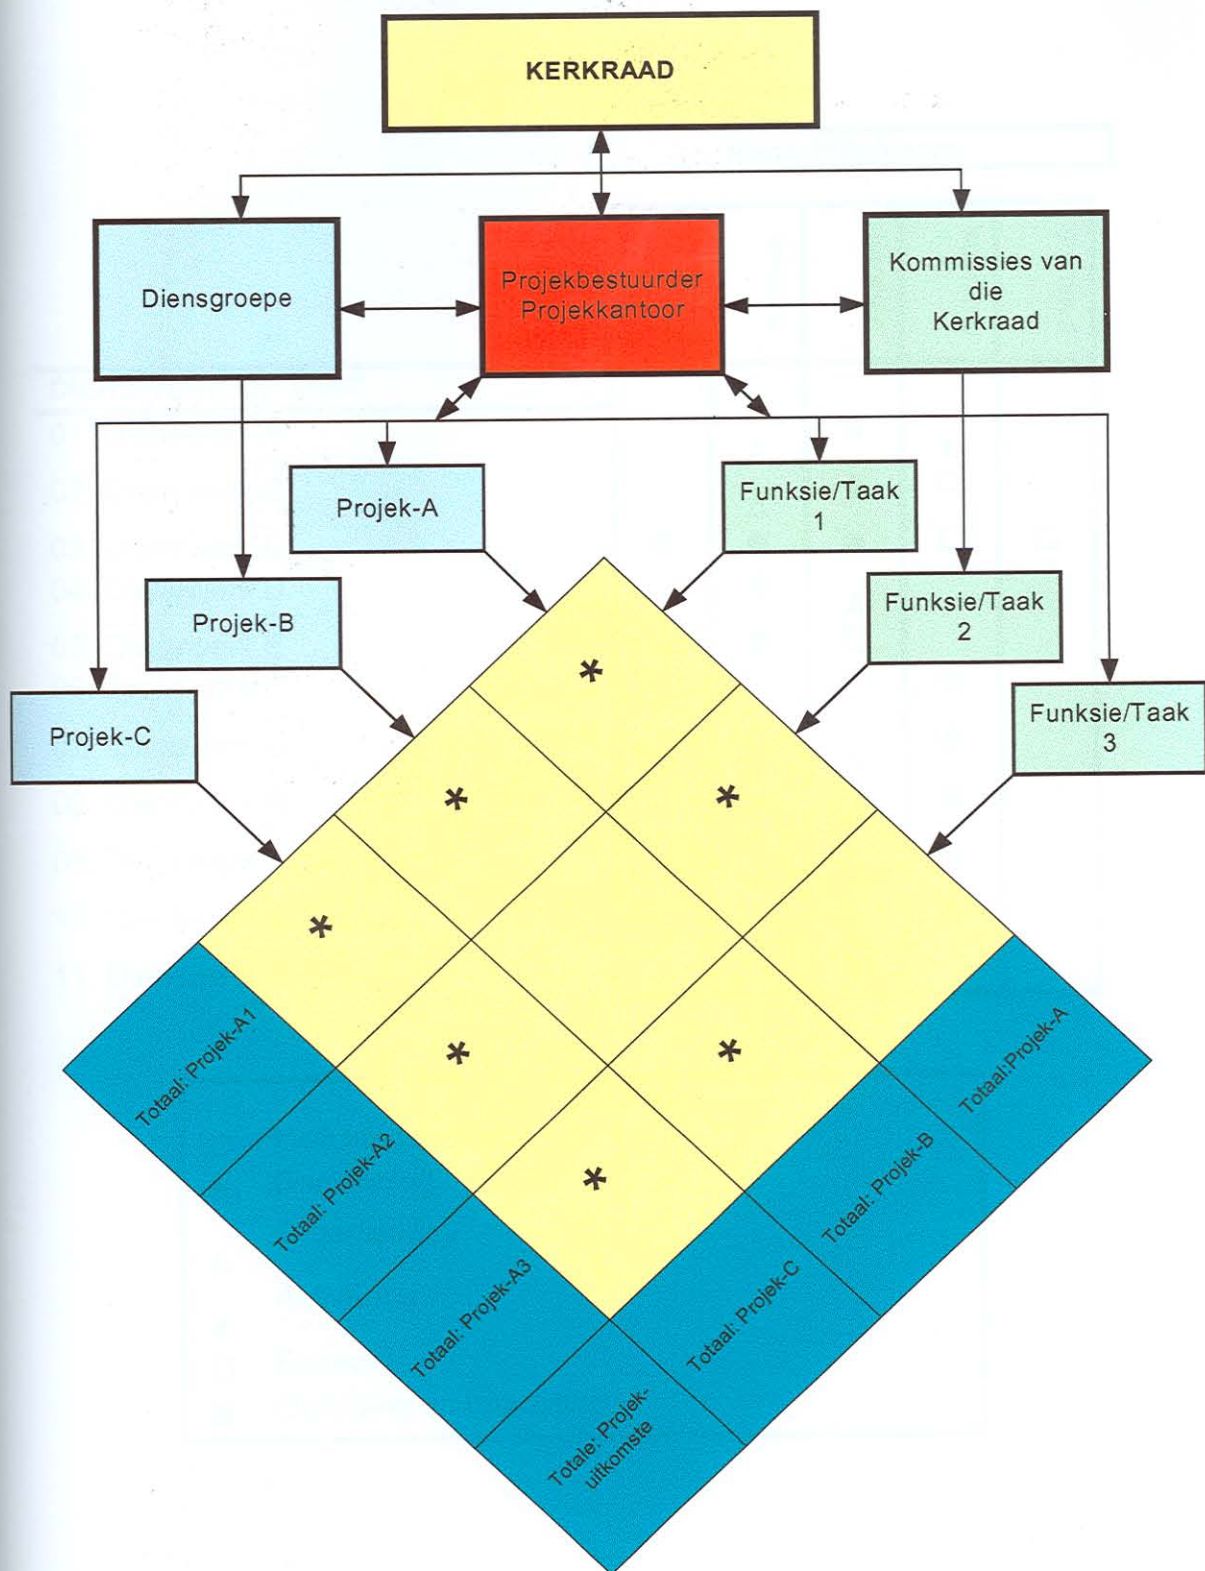 KERKRAAD
Diensgroepe
Projekbestuurder
Projekkantoor
Kommissies van
die
Kerkraad
Projek-A
Funksie/Taak
1
Projek-B
Funksie/Taak
2
Projek-C
Funksie/Taak
3
*
*
*
*
*
*
*
Totaal: Projek-A1
Totaal: Projek-A2
Totaal: Projek-A3
Totale: Projek-
uitkomste
Totaal: Projek-C
Totaal: Projek-B
Totaal:Projek-A